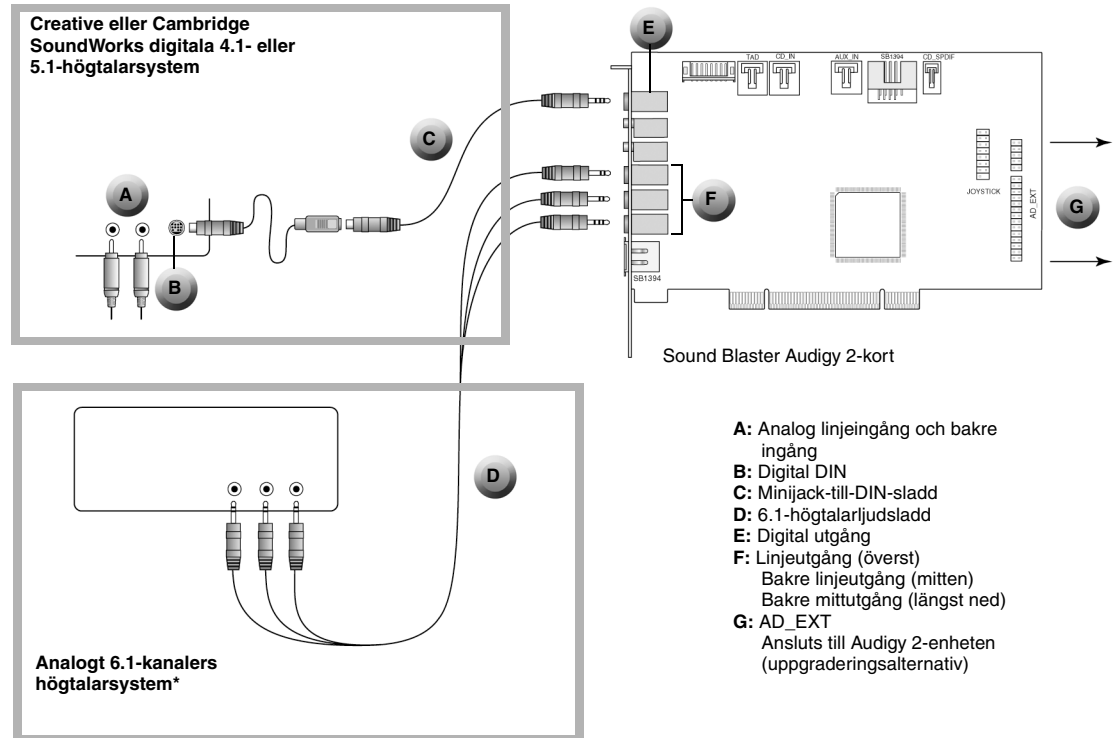 Creative eller Cambridge
SoundWorks digitala 4.1- eller
5.1-högtalarsystem
A
B
C
E
TAD
CD_IN
AUX_IN
SB1394
CD_SPDIF
F
JOYSTICK
AD_EXT
G
SB1394
Sound Blaster Audigy 2-kort
D
Analogt 6.1-kanalers
högtalarsystem*
A: Analog linjeingång och bakre
ingång
B: Digital DIN
C: Minijack-till-DIN-sladd
D: 6.1-högtalarljudsladd
E: Digital utgång
F: Linjeutgång (överst)
Bakre linjeutgång (mitten)
Bakre mittutgång (längst ned)
G: AD_EXT
Ansluts till Audigy 2-enheten
(uppgraderingsalternativ)